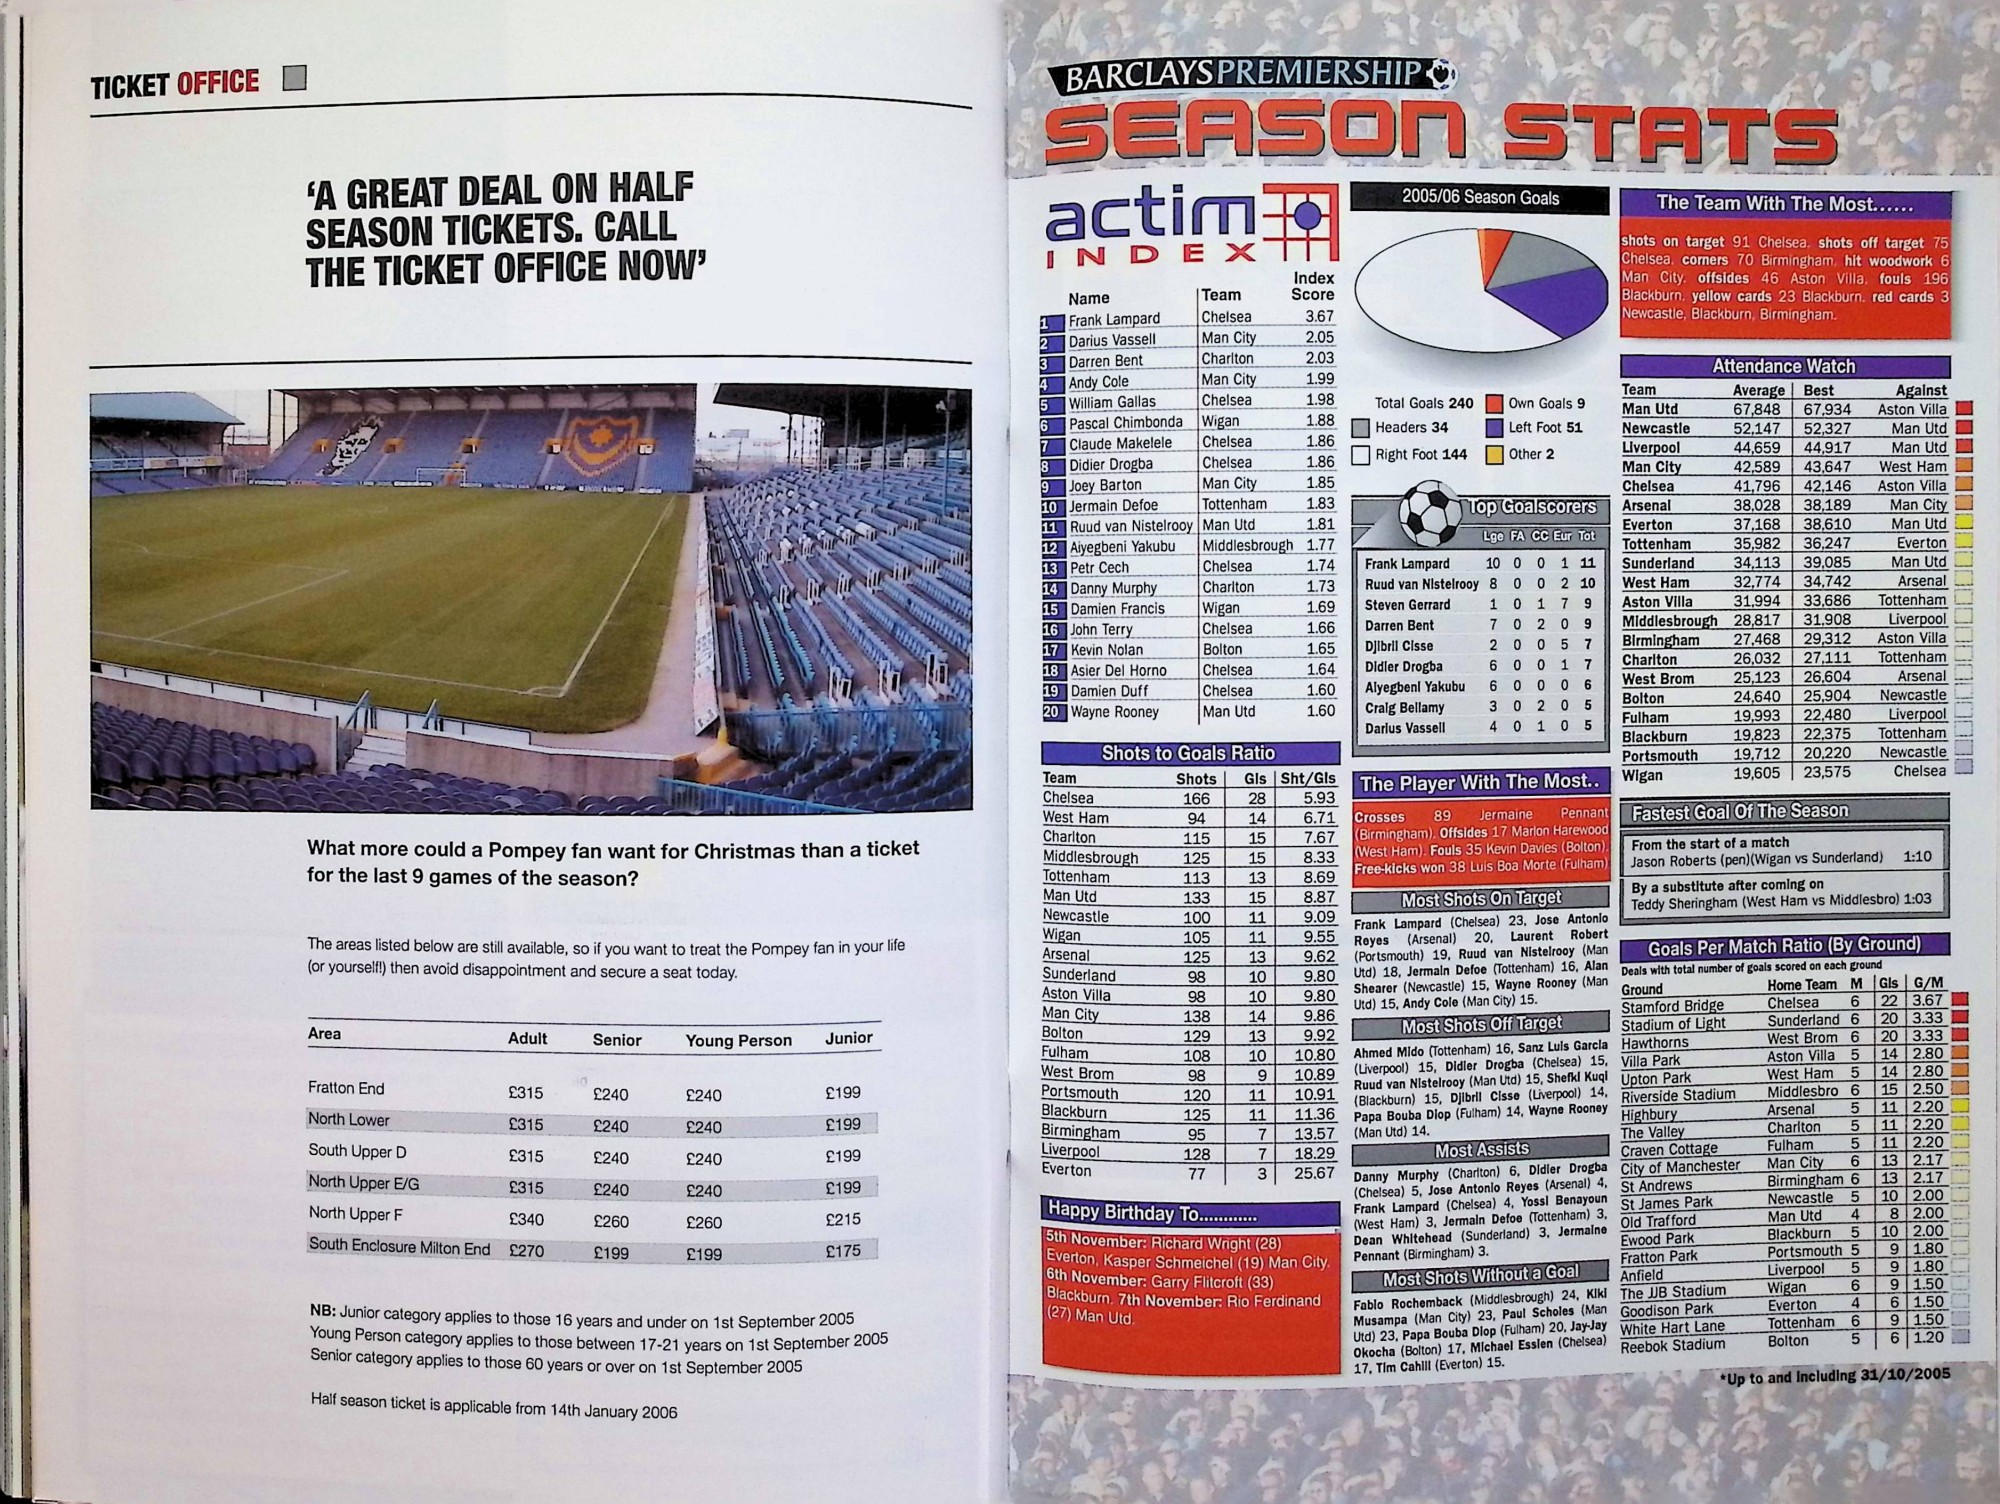 TICKET OFFICE
'A GREAT DEAL ON HALF
SEASON TICKETS. CALL
THE TICKET OFFICE NOW'
What more could a Pompey fan want for Christmas than a ticket
for the last 9 games of the season?
The areas listed below are still available, so if you want to treat the Pompey fan in your life
(or yourself!) then avoid disappointment and secure a seat today.
Area Adult Senior Young Person Junior
Fratton End £315 £240 £240 £199
North Lower £315 £240 £240 £199
South Upper D £315 £240 £240 £199
North Upper E/G £315 £240 £240 £199
North Upper F £340 £260 £260 £215
South Enclosure Milton End £270 £199 £199 £175
NB: Junior category applies to those 16 years and under on 1st September 2005
Young Person category applies to those between 17-21 years on 1st September 2005
Senior category applies to those 60 years or over on 1st September 2005
Half season ticket is applicable from 14th January 2006
BARCLAYS PREMIERSHIP
SEASON STATS
actim
INDEX
Name Team Index Score
1 Frank Lampard Chelsea 3.67
2 Darius Vassell Man City 2.05
3 Darren Bent Charlton 2.03
4 Andy Cole Man City 1.99
5 William Gallas Chelsea 1.98
6 Pascal Chimbonda Wigan 1.88
7 Claude Makelele Chelsea 1.86
8 Didier Drogba Chelsea 1.86
9 Joey Barton Man City 1.85
10 Jermain Defoe Tottenham 1.83
11 Ruud van Nistelrooy Man Utd 1.81
12 Aiyegbeni Yakubu Middlesbrough 1.77
13 Petr Cech Chelsea 1.74
14 Danny Murphy Charlton 1.73
15 Damien Francis Wigan 1.69
16 John Terry Chelsea 1.66
17 Kevin Nolan Bolton 1.65
18 Asier Del Horno Chelsea 1.64
19 Damien Duff Chelsea 1.60
20 Wayne Rooney Man Utd 1.60
Shots to Goals Ratio
Team Shots Gls Sht/Gls
Chelsea 166 28 5.93
West Ham 94 14 6.71
Charlton 115 15 7.67
Middlesbrough 125 15 8.33
Tottenham 113 13 8.69
Man Utd 133 15 8.87
Newcastle 100 11 9.09
Wigan 105 11 9.55
Arsenal 125 13 9.62
Sunderland 98 10 9.80
Aston Villa 98 10 9.80
Man City 138 14 9.86
Bolton 129 13 9.92
Fulham 108 10 10.80
West Brom 98 9 10.89
Portsmouth 120 11 10.91
Blackburn 125 11 11.36
Birmingham 95 7 13.57
Liverpool 128 7 18.29
Everton 77 3 25.67
Happy Birthday To............
5th November: Richard Wright (28)
Everton, Kasper Schmeichel (19) Man City.
6th November: Garry Flitcroft (33)
Blackburn. 7th November: Rio Ferdinand
(27) Man Utd.
2005/06 Season Goals
Total Goals 240 Own Goals 9
Headers 34 Left Foot 51
Right Foot 144 Other 2
Top Goalscorers
Lge FA CC Eur Tot
Frank Lampard 10 0 0 1 11
Ruud van Nistelrooy 8 0 0 2 10
Steven Gerrard 1 0 1 7 9
Darren Bent 7 0 2 0 9
Djibril Cisse 2 0 0 5 7
Didier Drogba 6 0 0 1 7
Aiyegbeni Yakubu 6 0 0 0 6
Craig Bellamy 3 0 2 0 5
Darius Vassell 4 0 1 0 5
The Player With The Most..
Crosses 89 Jermaine Pennant
(Birmingham). Offsides 17 Marlon Harewood
(West Ham). Fouls 35 Kevin Davies (Bolton).
Free-kicks won 38 Luis Boa Morte (Fulham)
Most Shots On Target
Frank Lampard (Chelsea) 23, Jose Antonio
Reyes (Arsenal) 20, Laurent Robert
(Portsmouth) 19, Ruud van Nistelrooy (Man
Utd) 18, Jermain Defoe (Tottenham) 16, Alan
Shearer (Newcastle) 15, Wayne Rooney (Man
Utd) 15, Andy Cole (Man City) 15.
Most Shots Off Target
Ahmed Mido (Tottenham) 16, Sanz Luis Garcia
(Liverpool) 15, Didier Drogba (Chelsea) 15,
Ruud van Nistelrooy (Man Utd) 15, Shefki Kuqi
(Blackburn) 15, Djibril Cisse (Liverpool) 14,
Papa Bouba Diop (Fulham) 14, Wayne Rooney
(Man Utd) 14.
Most Assists
Danny Murphy (Charlton) 6, Didier Drogba
(Chelsea) 5, Jose Antonio Reyes (Arsenal) 4,
Frank Lampard (Chelsea) 4, Yossi Benayoun
(West Ham) 3, Jermain Defoe (Tottenham) 3,
Dean Whitehead (Sunderland) 3, Jermaine
Pennant (Birmingham) 3.
Most Shots Without a Goal
Fabio Rochemback (Middlesbrough) 24, Kiki
Musampa (Man City) 23, Paul Scholes (Man
Utd) 23, Papa Bouba Diop (Fulham) 20, Jay-Jay
Okocha (Bolton) 17, Michael Essien (Chelsea)
17, Tim Cahill (Everton) 15.
The Team With The Most......
shots on target 91 Chelsea. shots off target 75
Chelsea. corners 70 Birmingham. hit woodwork 6
Man City. offsides 46 Aston Villa. fouls 196
Blackburn. yellow cards 23 Blackburn. red cards 3
Newcastle, Blackburn, Birmingham.
Attendance Watch
Team Average Best Against
Man Utd 67,848 67,934 Aston Villa
Newcastle 52,147 52,327 Man Utd
Liverpool 44,659 44,917 Man Utd
Man City 42,589 43,647 West Ham
Chelsea 41,796 42,146 Aston Villa
Arsenal 38,028 38,189 Man City
Everton 37,168 38,610 Man Utd
Tottenham 35,982 36,247 Everton
Sunderland 34,113 39,085 Man Utd
West Ham 32,774 34,742 Arsenal
Aston Villa 31,994 33,686 Tottenham
Middlesbrough 28,817 31,908 Liverpool
Birmingham 27,468 29,312 Aston Villa
Charlton 26,032 27,111 Tottenham
West Brom 25,123 26,604 Arsenal
Bolton 24,640 25,904 Newcastle
Fulham 19,993 22,480 Liverpool
Blackburn 19,823 22,375 Tottenham
Portsmouth 19,712 20,220 Newcastle
Wigan 19,605 23,575 Chelsea
Fastest Goal Of The Season
From the start of a match
Jason Roberts (pen)(Wigan vs Sunderland) 1:10
By a substitute after coming on
Teddy Sheringham (West Ham vs Middlesbro) 1:03
Goals Per Match Ratio (By Ground)
Deals with total number of goals scored on each ground
Ground Home Team M Gls G/M
Stamford Bridge Chelsea 6 22 3.67
Stadium of Light Sunderland 6 20 3.33
Hawthorns West Brom 6 20 3.33
Villa Park Aston Villa 5 14 2.80
Upton Park West Ham 5 14 2.80
Riverside Stadium Middlesbro 6 15 2.50
Highbury Arsenal 5 11 2.20
The Valley Charlton 5 11 2.20
Craven Cottage Fulham 5 11 2.20
City of Manchester Man City 6 13 2.17
St Andrews Birmingham 6 13 2.17
St James Park Newcastle 5 10 2.00
Old Trafford Man Utd 4 8 2.00
Ewood Park Blackburn 5 10 2.00
Fratton Park Portsmouth 5 9 1.80
Anfield Liverpool 5 9 1.80
The JJB Stadium Wigan 6 9 1.50
Goodison Park Everton 4 6 1.50
White Hart Lane Tottenham 6 9 1.50
Reebok Stadium Bolton 5 6 1.20
*Up to and including 31/10/2005